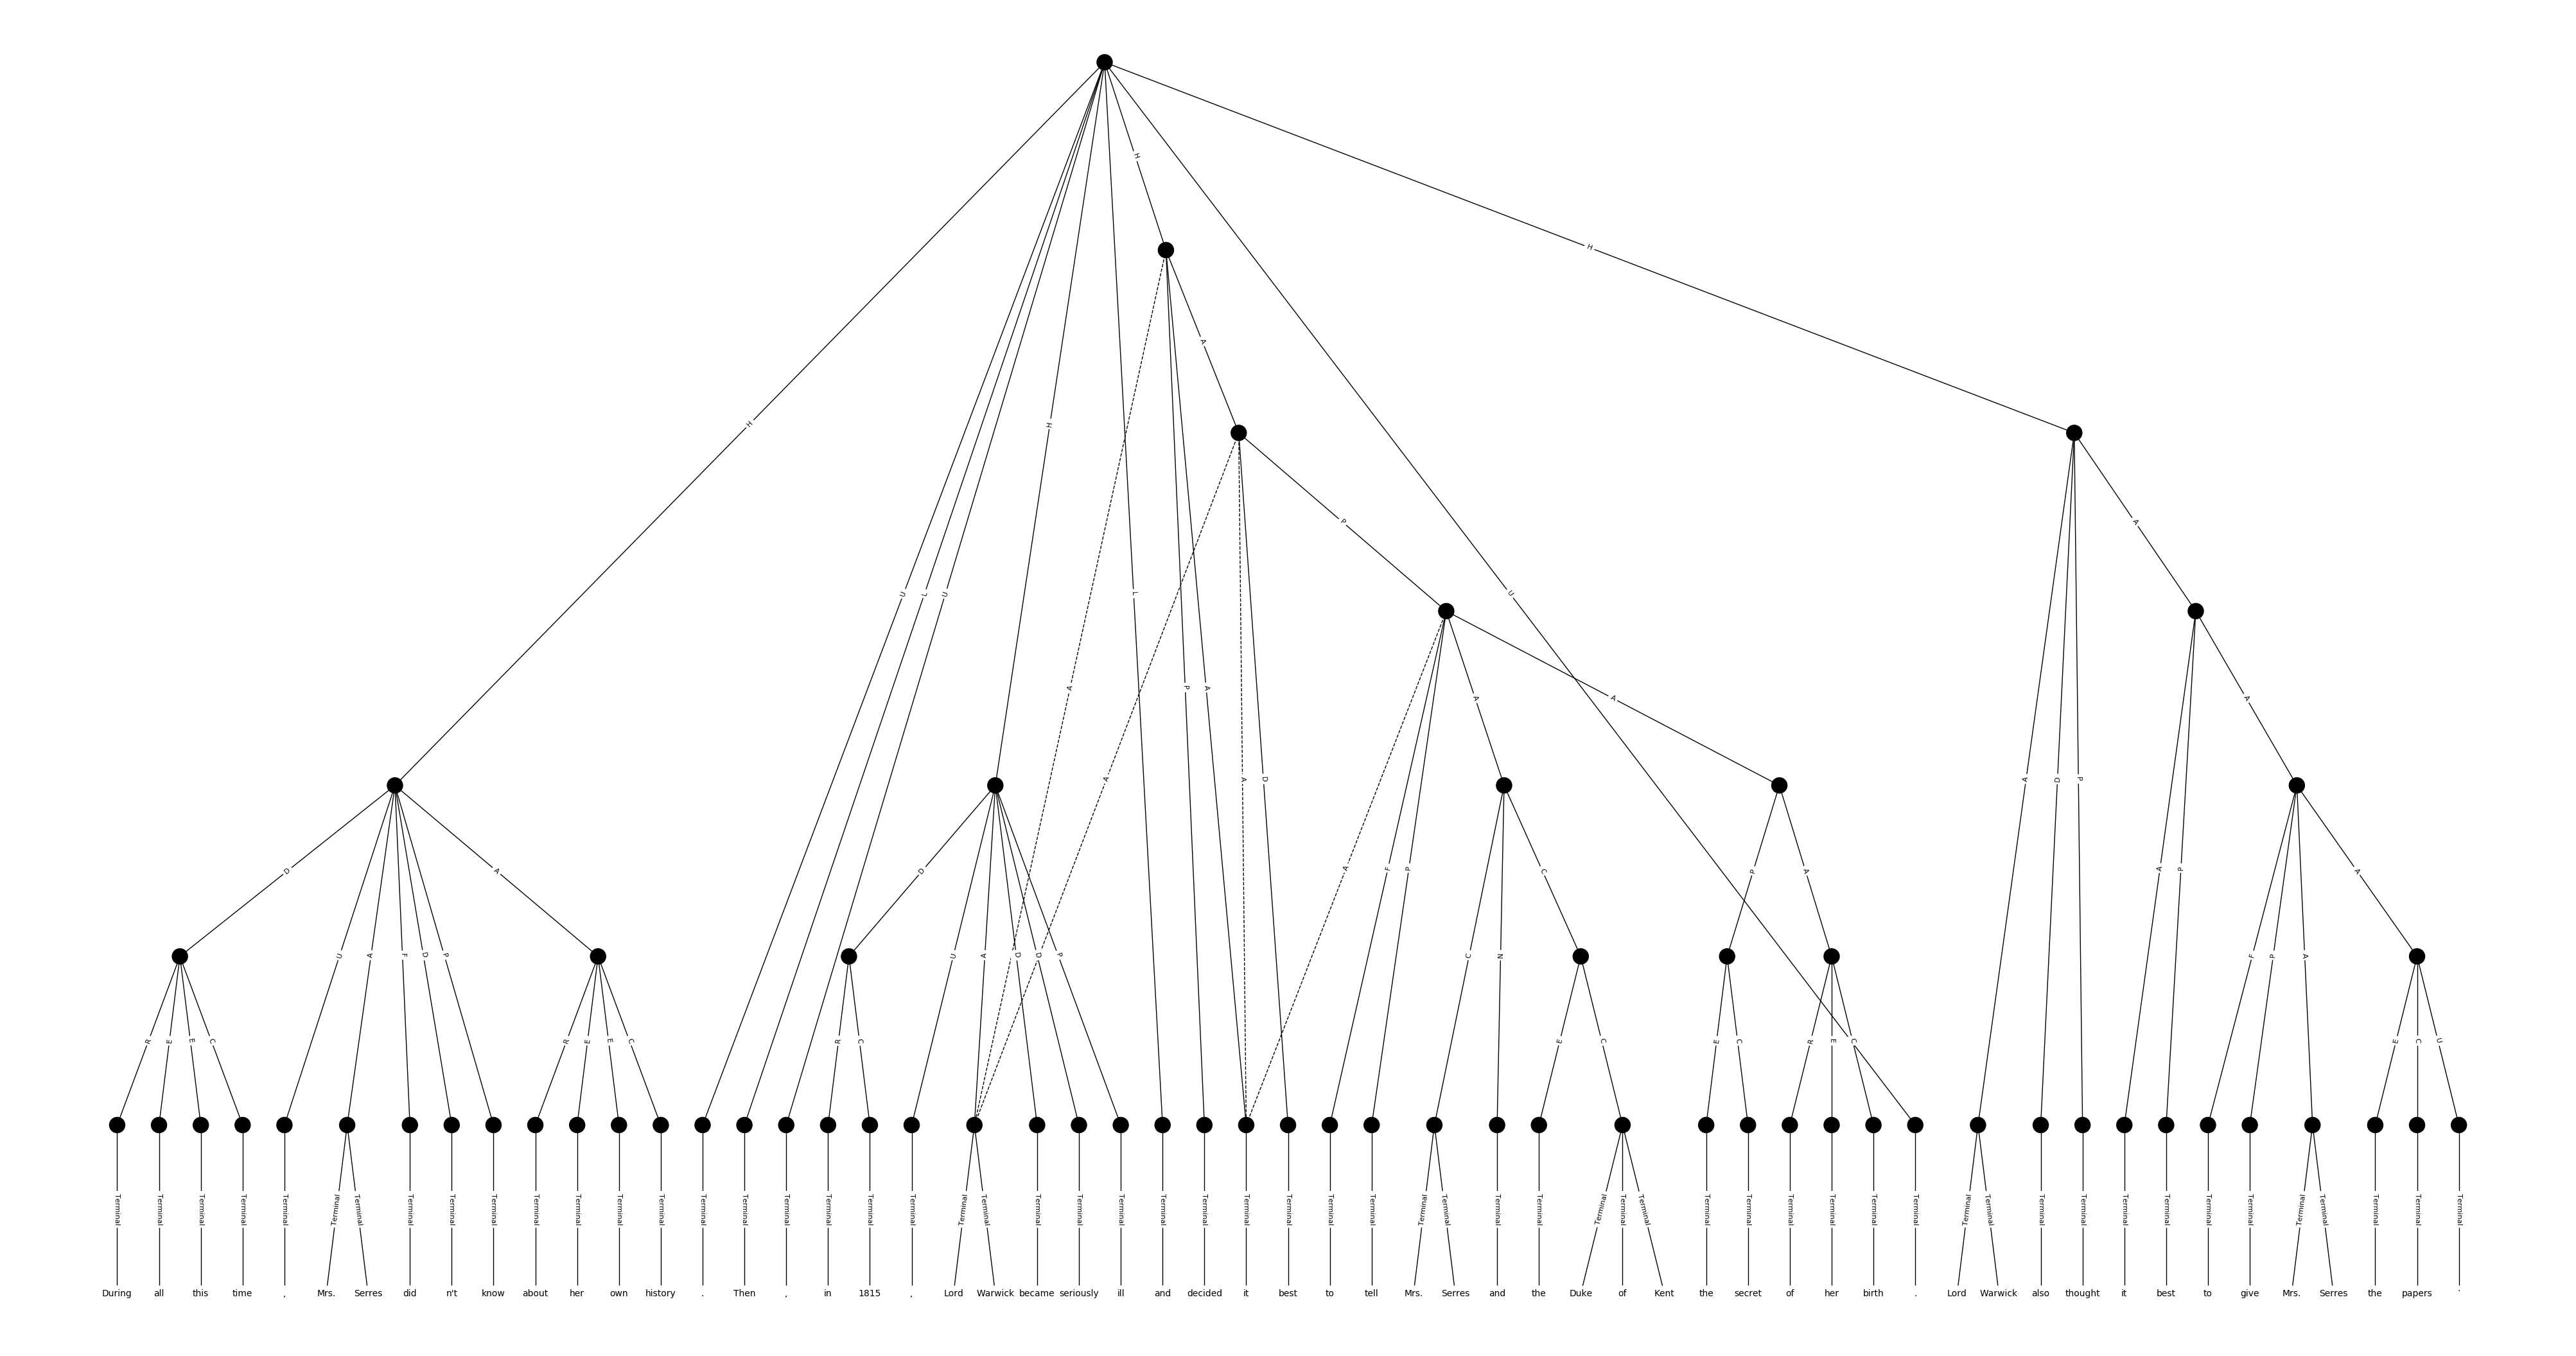 H
H
H
A
H
P
A
U L U
L
U
A
P A
A
A
A
A
A D
A D P
D
A
D
A F P
C
P A
A P
A
U A F D P
U A D D P
C N
F P A
R E E C
R E E C
R C
E C
E C
R E C
E C U
Terminal Terminal Terminal Terminal Terminal Terminal Terminal Terminal Terminal Terminal Terminal Terminal Terminal Terminal Terminal Terminal Terminal Terminal Terminal Terminal Terminal Terminal Terminal Terminal Terminal Terminal Terminal Terminal Terminal Terminal Terminal Terminal Terminal Terminal Terminal Terminal Terminal Terminal Terminal Terminal Terminal Terminal Terminal Terminal Terminal Terminal Terminal Terminal Terminal Terminal Terminal Terminal Terminal Terminal Terminal Terminal Terminal
During all this time , Mrs. Serres did n't know about her own history . Then , in 1815 , Lord Warwick became seriously ill and decided it best to tell Mrs. Serres and the Duke of Kent the secret of her birth . Lord Warwick also thought it best to give Mrs. Serres the papers .